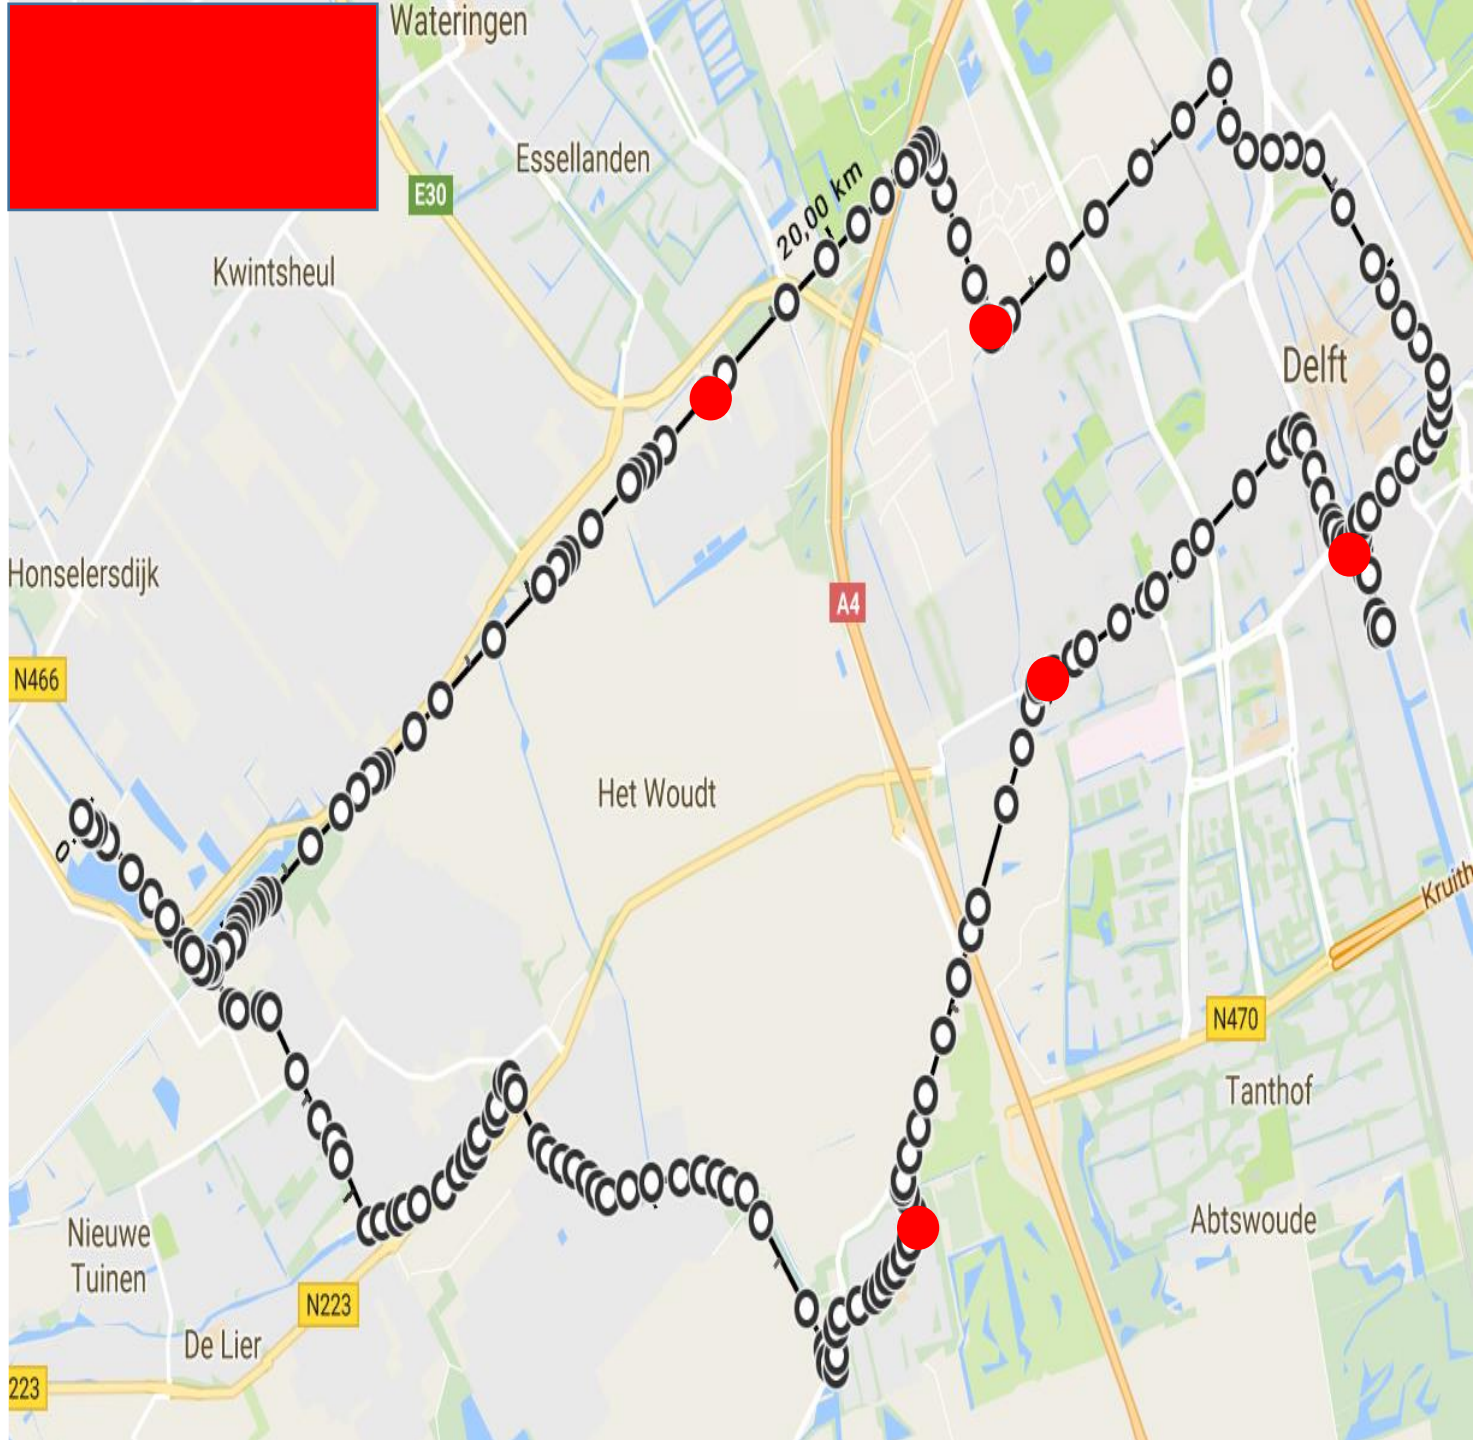 Wateringen
Essellanden
E30
20,00 km
Kwintsheul
Delft
Honselersdijk
A4
N466
Het Woudt
0
Kruith
N470
Tanthof
Nieuwe
Tuinen
Abtswoude
N223
De Lier
223